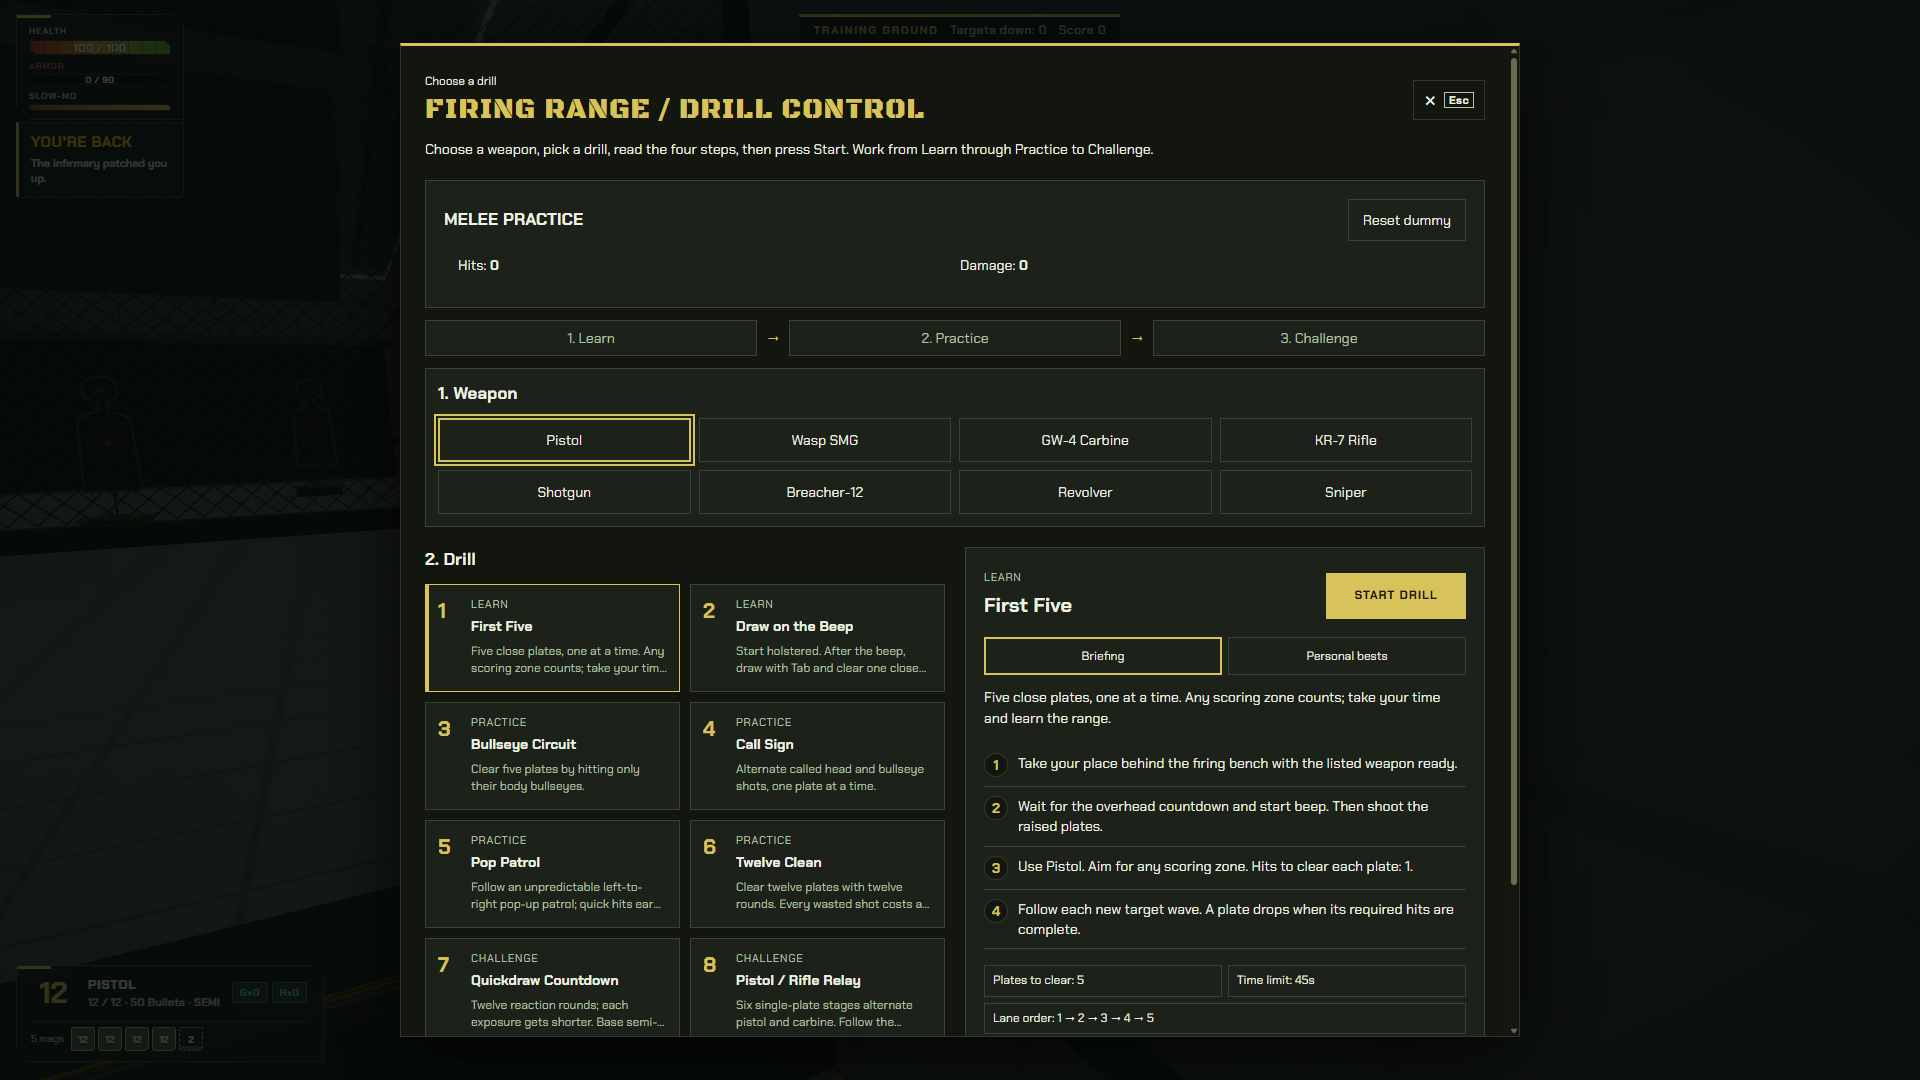 HEALTH
100 / 100
ARMOR
0 / 90
SLOW-MO
YOU'RE BACK
The infirmary patched you
up.
TRAINING GROUND Targets down: 0 Score 0
Choose a drill
FIRING RANGE / DRILL CONTROL
× Esc
Choose a weapon, pick a drill, read the four steps, then press Start. Work from Learn through Practice to Challenge.
MELEE PRACTICE
Reset dummy
Hits: 0
Damage: 0
1. Learn → 2. Practice → 3. Challenge
1. Weapon
Pistol
Wasp SMG
GW-4 Carbine
KR-7 Rifle
Shotgun
Breacher-12
Revolver
Sniper
2. Drill
1
LEARN
First Five
Five close plates, one at a time. Any
scoring zone counts; take your tim...
2
LEARN
Draw on the Beep
Start holstered. After the beep,
draw with Tab and clear one close...
3
PRACTICE
Bullseye Circuit
Clear five plates by hitting only
their body bullseyes.
4
PRACTICE
Call Sign
Alternate called head and bullseye
shots, one plate at a time.
5
PRACTICE
Pop Patrol
Follow an unpredictable left-to-
right pop-up patrol; quick hits ear...
6
PRACTICE
Twelve Clean
Clear twelve plates with twelve
rounds. Every wasted shot costs a...
7
CHALLENGE
Quickdraw Countdown
Twelve reaction rounds; each
exposure gets shorter. Base semi-...
8
CHALLENGE
Pistol / Rifle Relay
Six single-plate stages alternate
pistol and carbine. Follow the...
LEARN
First Five
START DRILL
Briefing
Personal bests
Five close plates, one at a time. Any scoring zone counts; take your time
and learn the range.
1 Take your place behind the firing bench with the listed weapon ready.
2 Wait for the overhead countdown and start beep. Then shoot the
raised plates.
3 Use Pistol. Aim for any scoring zone. Hits to clear each plate: 1.
4 Follow each new target wave. A plate drops when its required hits are
complete.
Plates to clear: 5
Time limit: 45s
Lane order: 1 → 2 → 3 → 4 → 5
12
PISTOL
12 / 12 · 50 Bullets · SEMI
G×0
H×0
5 mags 12 12 12 12 2